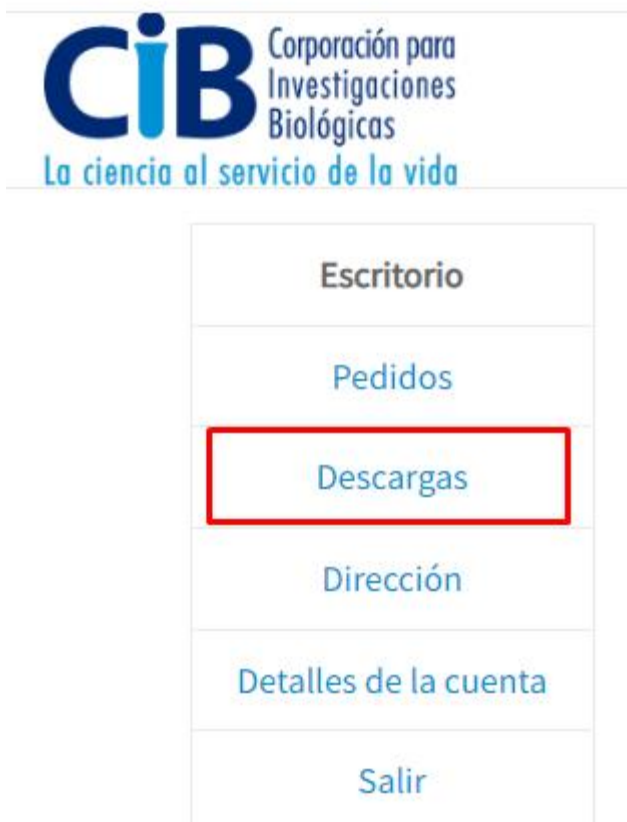 CiB Corporación para
Investigaciones
Biológicas
La ciencia al servicio de la vida
Escritorio
Pedidos
Descargas
Dirección
Detalles de la cuenta
Salir